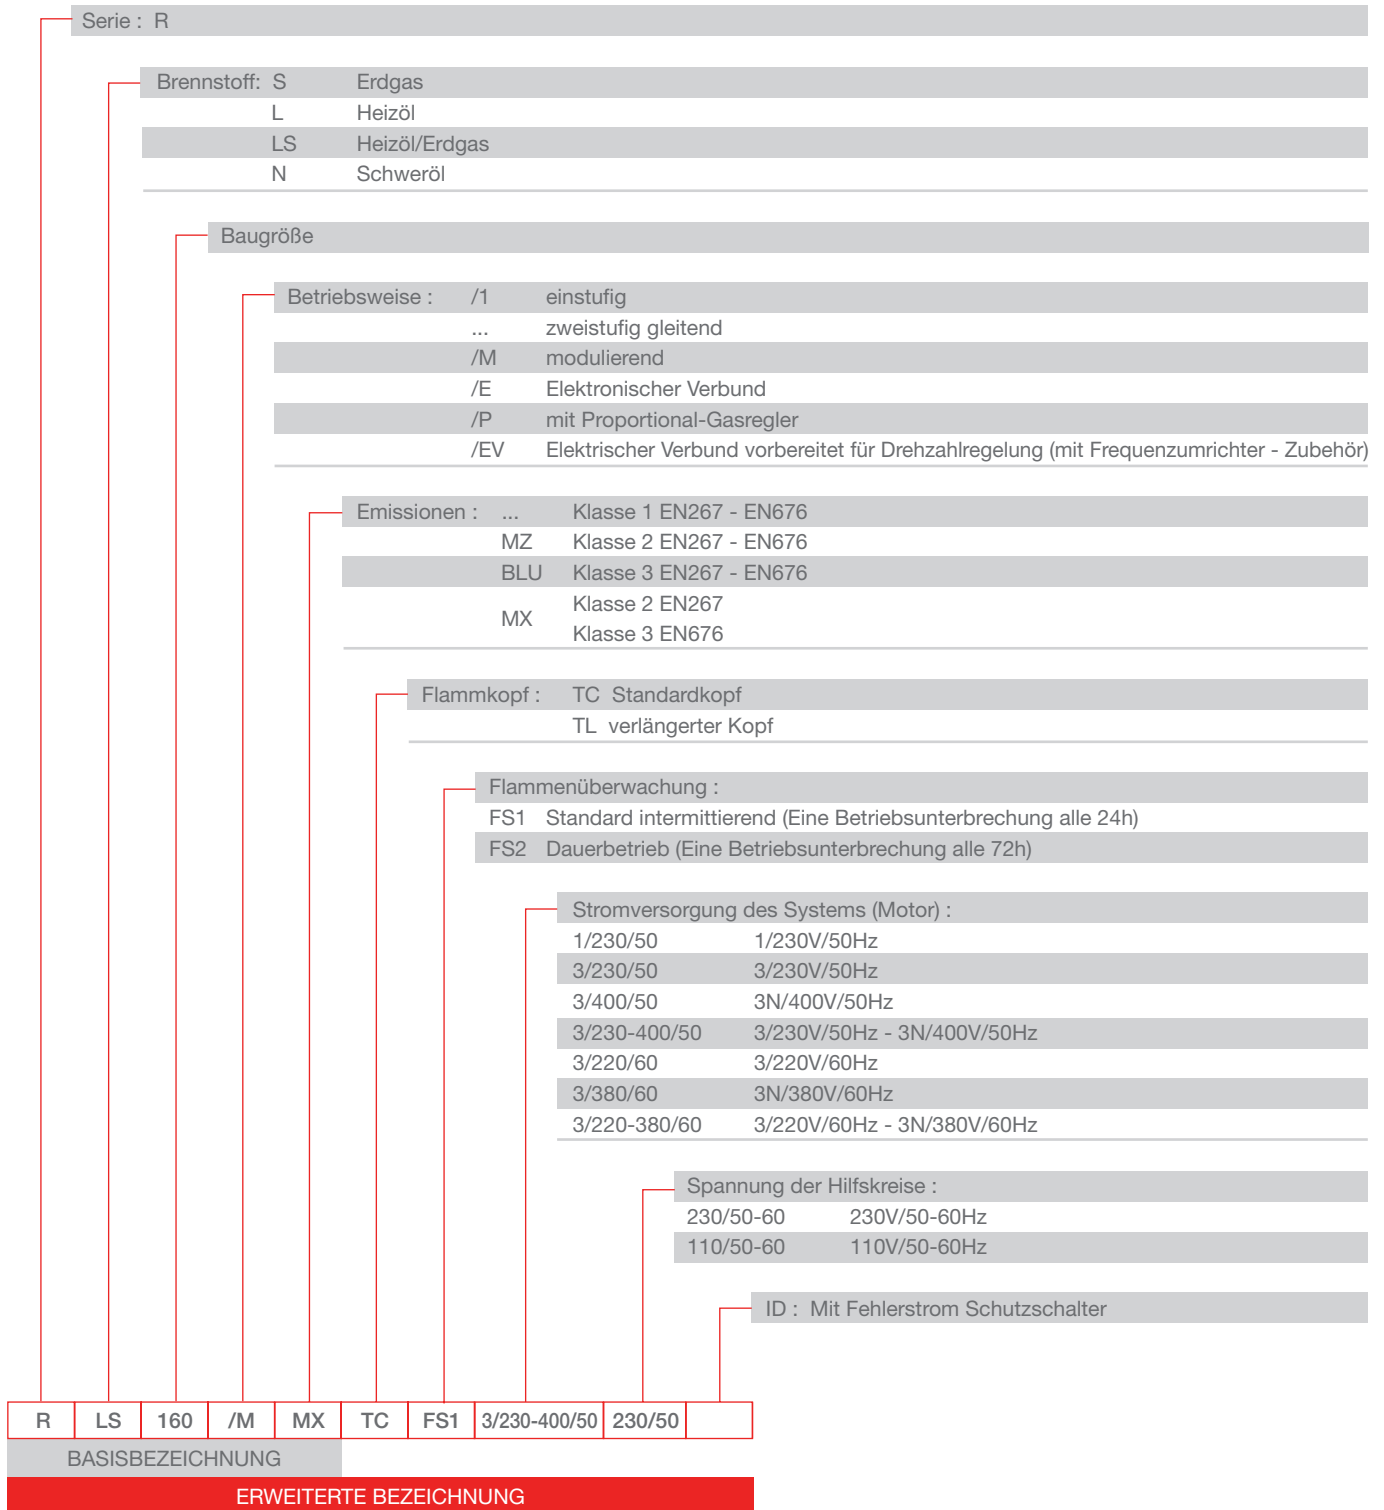 Serie : R
Brennstoff: S Erdgas
L Heizöl
LS Heizöl/Erdgas
N Schweröl
Baugröße
Betriebsweise : /1 einstufig
... zweistufig gleitend
/M modulierend
/E Elektronischer Verbund
/P mit Proportional-Gasregler
/EV Elektrischer Verbund vorbereitet für Drehzahlregelung (mit Frequenzumrichter - Zubehör)
Emissionen : ... Klasse 1 EN267 - EN676
MZ Klasse 2 EN267 - EN676
BLU Klasse 3 EN267 - EN676
MX Klasse 2 EN267
Klasse 3 EN676
Flammkopf : TC Standardkopf
TL verlängerter Kopf
Flammenüberwachung :
FS1 Standard intermittierend (Eine Betriebsunterbrechung alle 24h)
FS2 Dauerbetrieb (Eine Betriebsunterbrechung alle 72h)
Stromversorgung des Systems (Motor) :
1/230/50 1/230V/50Hz
3/230/50 3/230V/50Hz
3/400/50 3N/400V/50Hz
3/230-400/50 3/230V/50Hz - 3N/400V/50Hz
3/220/60 3/220V/60Hz
3/380/60 3N/380V/60Hz
3/220-380/60 3/220V/60Hz - 3N/380V/60Hz
Spannung der Hilfskreise :
230/50-60 230V/50-60Hz
110/50-60 110V/50-60Hz
ID : Mit Fehlerstrom Schutzschalter
R LS 160 /M MX TC FS1 3/230-400/50 230/50
BASISBEZEICHNUNG
ERWEITERTE BEZEICHNUNG